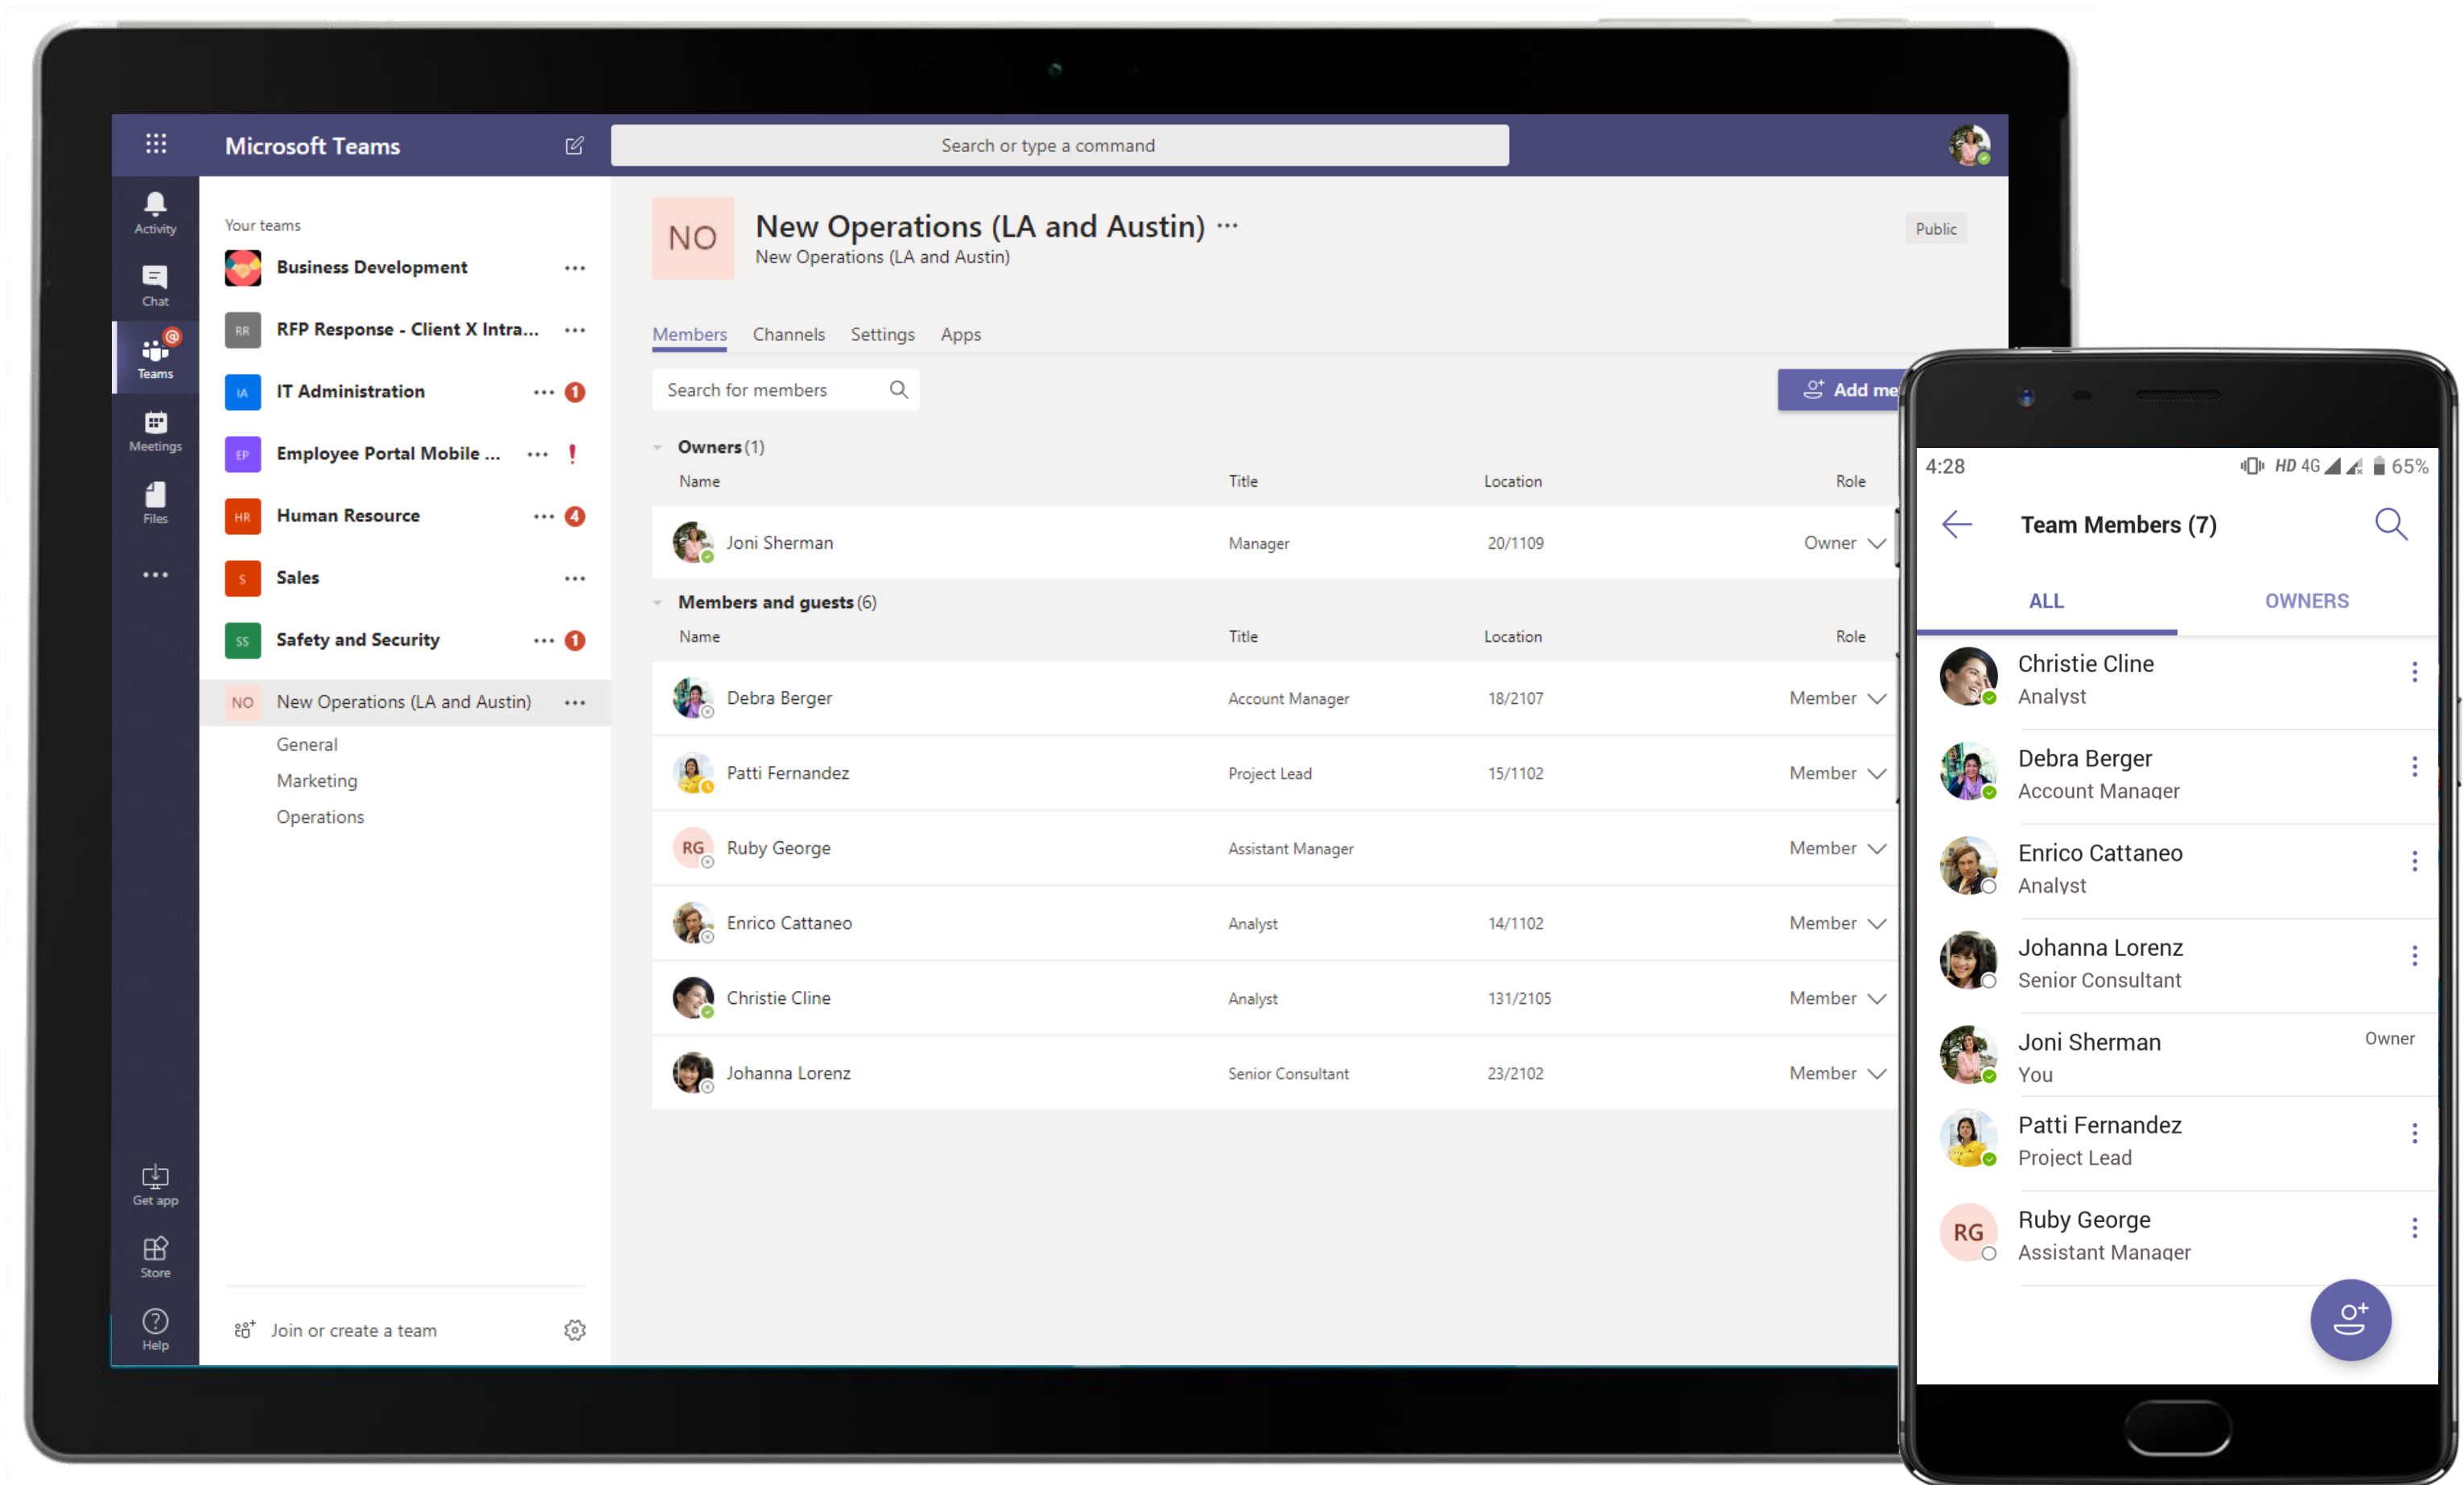 Microsoft Teams
Search or type a command
Activity
Chat
@
Teams
Meetings
Files
Get app
Store
Help
Your teams
Business Development
RR RFP Response - Client X Intra...
IA IT Administration 1
EP Employee Portal Mobile ... !
HR Human Resource 4
S Sales
SS Safety and Security 1
NO New Operations (LA and Austin)
General
Marketing
Operations
Join or create a team
NO
New Operations (LA and Austin)
New Operations (LA and Austin)
Public
Members Channels Settings Apps
Search for members
Add me
Owners (1)
Name Title Location Role
Joni Sherman Manager 20/1109 Owner
Members and guests (6)
Name Title Location Role
Debra Berger Account Manager 18/2107 Member
Patti Fernandez Project Lead 15/1102 Member
RG Ruby George Assistant Manager Member
Enrico Cattaneo Analyst 14/1102 Member
Christie Cline Analyst 131/2105 Member
Johanna Lorenz Senior Consultant 23/2102 Member
4:28 HD 4G 65%
Team Members (7)
ALL OWNERS
Christie Cline
Analyst
Debra Berger
Account Manager
Enrico Cattaneo
Analyst
Johanna Lorenz
Senior Consultant
Joni Sherman Owner
You
Patti Fernandez
Project Lead
RG Ruby George
Assistant Manager